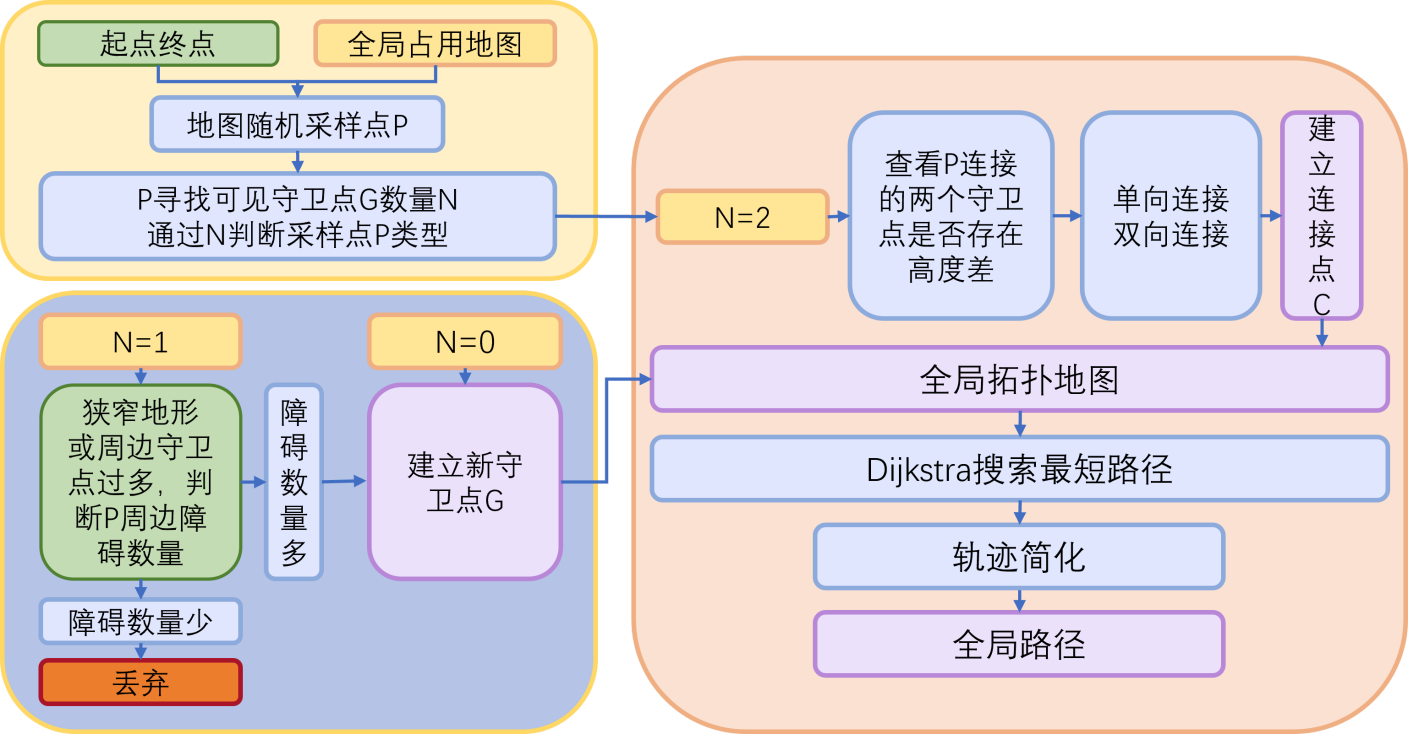 起点终点
全局占用地图
地图随机采样点P
P寻找可见守卫点G数量N
通过N判断采样点P类型
N=1
N=0
狭窄地形
或周边守卫
点过多，判
断P周边障
碍数量
障
碍
数
量
多
建立新守
卫点G
障碍数量少
丢弃
N=2
查看P连接
的两个守卫
点是否存在
高度差
单向连接
双向连接
建
立
连
接
点
C
全局拓扑地图
Dijkstra搜索最短路径
轨迹简化
全局路径